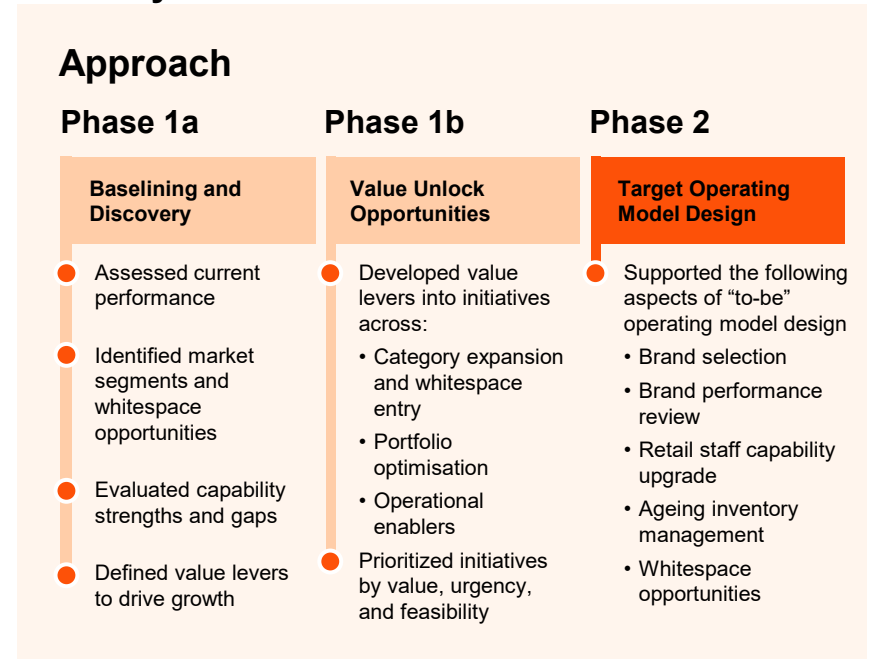 Approach
Phase 1a
Baselining and
Discovery
Assessed current
performance
Identified market
segments and
whitespace
opportunities
Evaluated capability
strengths and gaps
Defined value levers
to drive growth
Phase 1b
Value Unlock
Opportunities
Developed value
levers into initiatives
across:
• Category expansion
and whitespace
entry
• Portfolio
optimisation
• Operational
enablers
Prioritized initiatives
by value, urgency,
and feasibility
Phase 2
Target Operating
Model Design
Supported the following
aspects of “to-be”
operating model design
• Brand selection
• Brand performance
review
• Retail staff capability
upgrade
• Ageing inventory
management
• Whitespace
opportunities